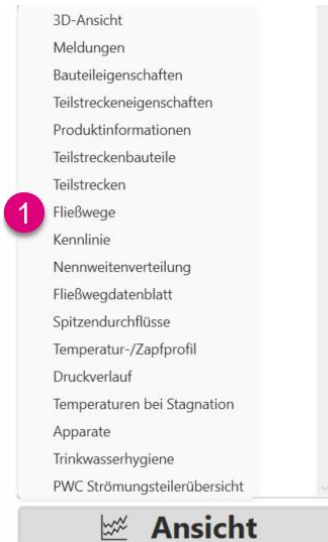 3D-Ansicht
Meldungen
Bauteileigenschaften
Teilstreckeneigenschaften
Produktinformationen
Teilstreckenbauteile
Teilstrecken
1 Fließwege
Kennlinie
Nennweitenverteilung
Fließwegdatenblatt
Spitzendurchflüsse
Temperatur-/Zapfprofil
Druckverlauf
Temperaturen bei Stagnation
Apparate
Trinkwasserhygiene
PWC Strömungsteilerübersicht
Ansicht